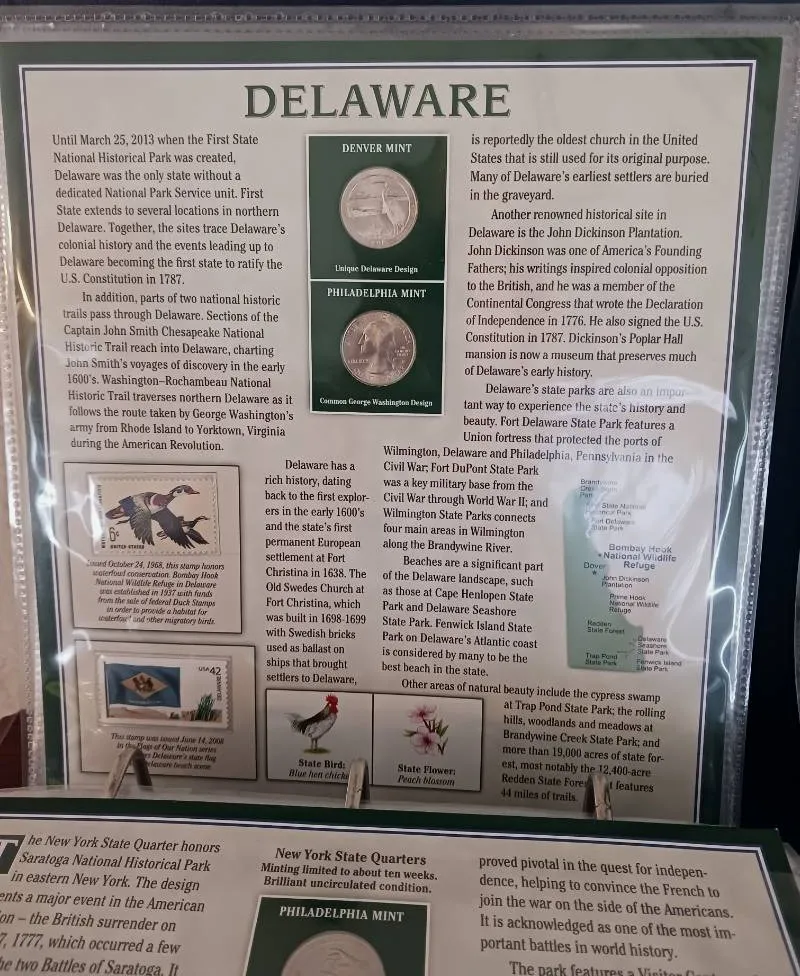 DELAWARE
Until March 25, 2013 when the First State
National Historical Park was created,
Delaware was the only state without a
dedicated National Park Service unit. First
State extends to several locations in northern
Delaware. Together, the sites trace Delaware's
colonial history and the events leading up to
Delaware becoming the first state to ratify the
U.S. Constitution in 1787.
In addition, parts of two national historic
trails pass through Delaware. Sections of the
Captain John Smith Chesapeake National
Historic Trail reach into Delaware, charting
John Smith's voyages of discovery in the early
1600's. Washington–Rochambeau National
Historic Trail traverses northern Delaware as it
follows the route taken by George Washington's
army from Rhode Island to Yorktown, Virginia
during the American Revolution.
DENVER MINT
Unique Delaware Design
PHILADELPHIA MINT
LIBERTY
Common George Washington Design
6¢
UNITED STATES
Issued October 24, 1968, this stamp honors
waterfowl conservation. Bombay Hook
National Wildlife Refuge in Delaware
was established in 1937 with funds
from the sale of federal Duck Stamps
in order to provide a habitat for
waterfowl and other migratory birds.
USA 42
This stamp was issued June 14, 2008
in the Flags of Our Nation series
Delaware's state flag
Delaware beach scene.
Delaware has a
rich history, dating
back to the first explor-
ers in the early 1600's
and the state's first
permanent European
settlement at Fort
Christina in 1638. The
Old Swedes Church at
Fort Christina, which
was built in 1698-1699
with Swedish bricks
used as ballast on
ships that brought
settlers to Delaware,
State Bird:
Blue hen
State Flower:
Peach blossom
is reportedly the oldest church in the United
States that is still used for its original purpose.
Many of Delaware's earliest settlers are buried
in the graveyard.
Another renowned historical site in
Delaware is the John Dickinson Plantation.
John Dickinson was one of America's Founding
Fathers; his writings inspired colonial opposition
to the British, and he was a member of the
Continental Congress that wrote the Declaration
of Independence in 1776. He also signed the U.S.
Constitution in 1787. Dickinson's Poplar Hall
mansion is now a museum that preserves much
of Delaware's early history.
Delaware's state parks are also an impor-
tant way to experience the state's history and
beauty. Fort Delaware State Park features a
Union fortress that protected the ports of
Wilmington, Delaware and Philadelphia, Pennsylvania in the
Civil War; Fort DuPont State Park
was a key military base from the
Civil War through World War II; and
Wilmington State Parks connects
four main areas in Wilmington
along the Brandywine River.
Beaches are a significant part
of the Delaware landscape, such
as those at Cape Henlopen State
Park and Delaware Seashore
State Park. Fenwick Island State
Park on Delaware's Atlantic coast
is considered by many to be the
best beach in the state.
Other areas of natural beauty include the cypress swamp
at Trap Pond State Park; the rolling
hills, woodlands and meadows at
Brandywine Creek State Park; and
more than 19,000 acres of state for-
est, most notably the 12,400-acre
Redden State Forest features
44 miles of trails.
Brandywine
Creek State
Park
First State National
Historical Park
Fort Delaware
State Park
Bombay Hook
National Wildlife
Refuge
Dover
John Dickinson
Plantation
Prime Hook
National Wildlife
Refuge
Redden
State Forest
Delaware
Seashore
State Park
Trap Pond
State Park
Fenwick Island
State Park
The New York State Quarter honors
Saratoga National Historical Park
in eastern New York. The design
a major event in the American
– the British surrender on
1777, which occurred a few
two Battles of Saratoga. It
New York State Quarters
Minting limited to about ten weeks.
Brilliant uncirculated condition.
PHILADELPHIA MINT
proved pivotal in the quest for indepen-
dence, helping to convince the French to
join the war on the side of the Americans.
It is acknowledged as one of the most im-
portant battles in world history.
The park features a Visitor